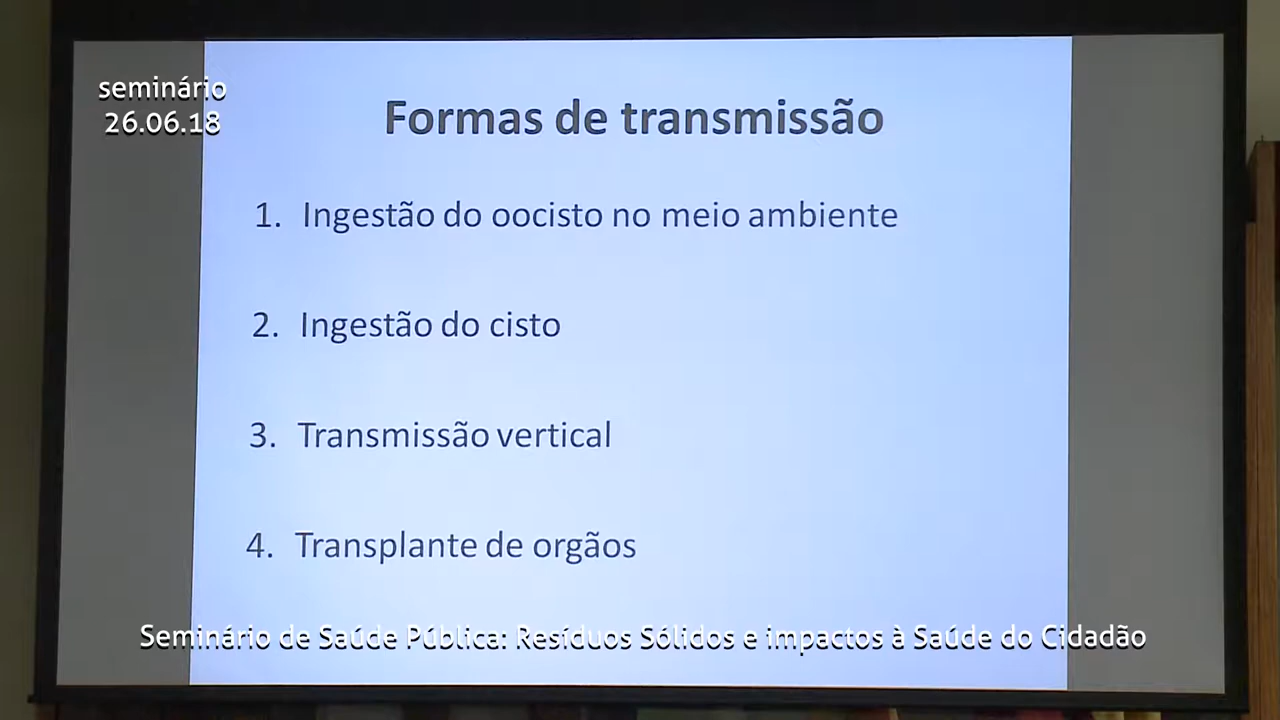 seminário
26.06.18
Formas de transmissão
1. Ingestão do oocisto no meio ambiente
2. Ingestão do cisto
3. Transmissão vertical
4. Transplante de orgãos
Seminário de Saúde Pública: Resíduos Sólidos e impactos à Saúde do Cidadão